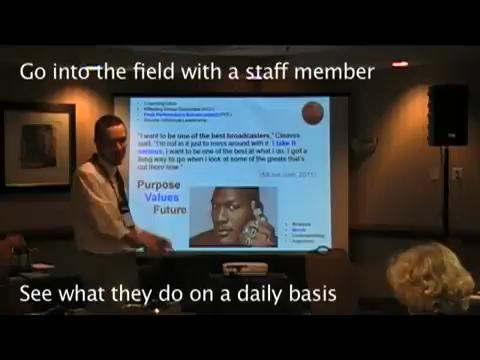 Go into the field with a staff member
"I want to be one of the best broadcasters," Cleaves
said. "I'm not in it just to mess around with it. I take it
serious. I want to be one of the best at what I do. I got a
long way to go when I look at some of the greats that's
out there now."
Purpose
Values
Future
See what they do on a daily basis